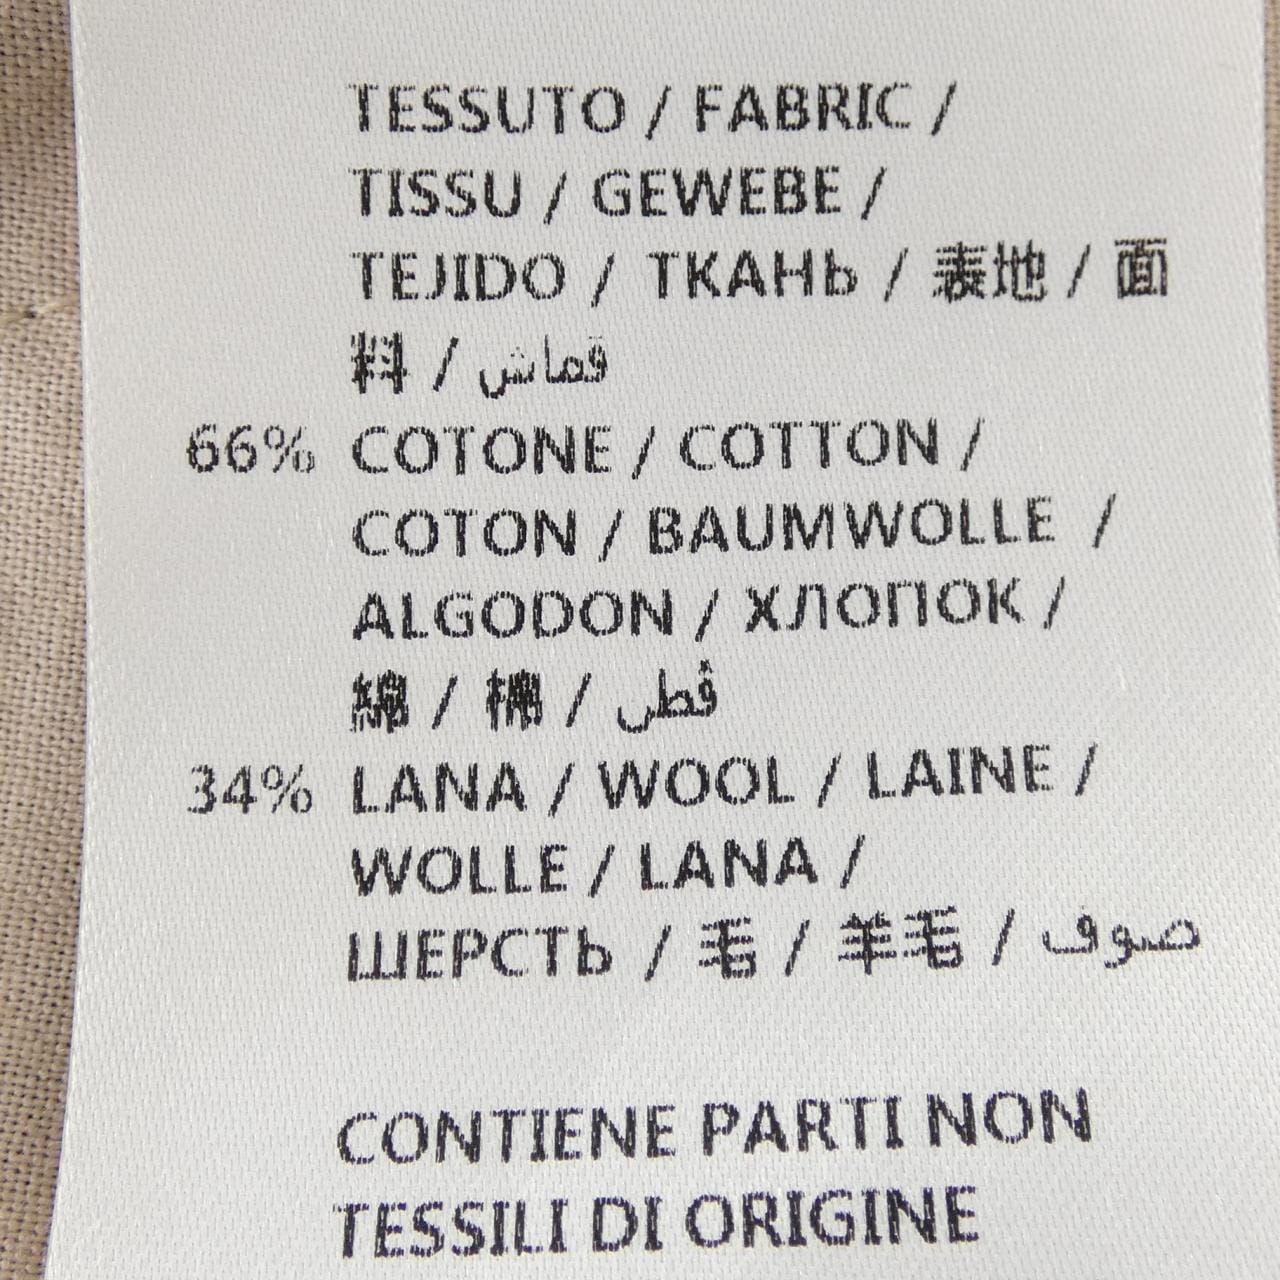 TESSUTO / FABRIC /
TISSU / GEWEBE /
TEJIDO / ТКАНЬ / 表地 / 面
料 / قماش
66% COTONE / COTTON /
COTON / BAUMWOLLE /
ALGODON / ХЛОПОК /
綿 / 棉 / قطن
34% LANA / WOOL / LAINE /
WOLLE / LANA /
ШЕРСТЬ / 毛 / 羊毛 / صوف
CONTIENE PARTI NON
TESSILI DI ORIGINE